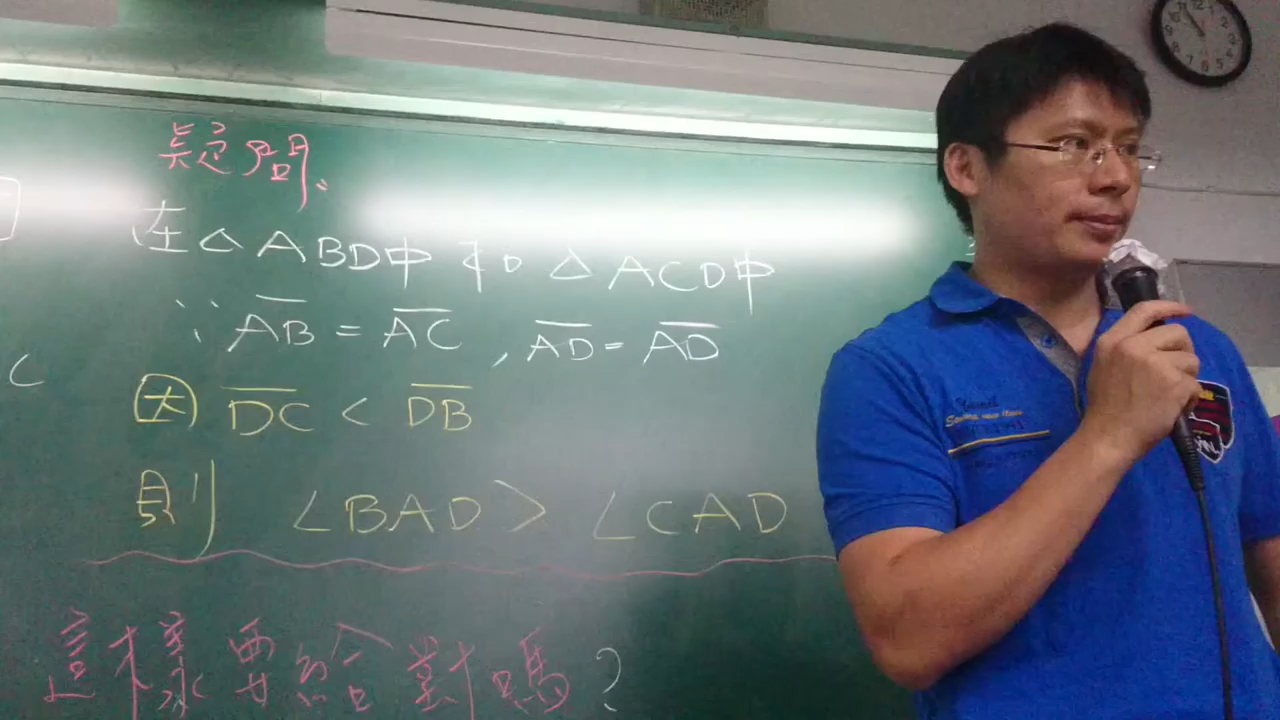 疑問、
在△ABD中和△ACD中
∵ AB = AC , AD = AD
C
因 DC < DB
則 ∠BAD > ∠CAD
這樣要給對嗎?